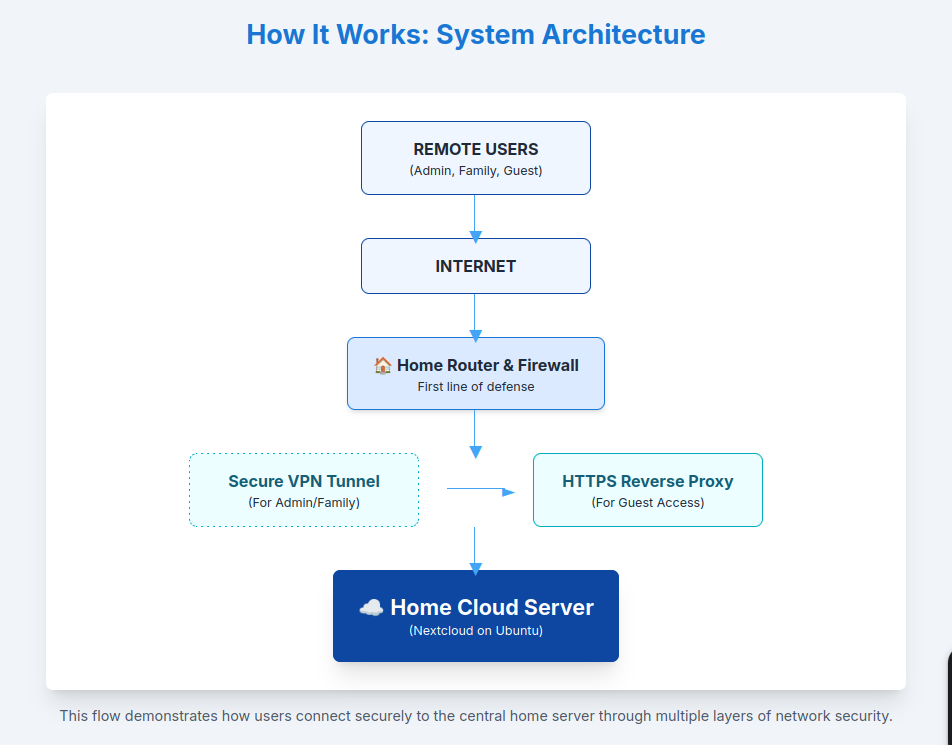 How It Works: System Architecture
REMOTE USERS
(Admin, Family, Guest)
INTERNET
🏠 Home Router & Firewall
First line of defense
Secure VPN Tunnel
(For Admin/Family)
HTTPS Reverse Proxy
(For Guest Access)
☁️ Home Cloud Server
(Nextcloud on Ubuntu)
This flow demonstrates how users connect securely to the central home server through multiple layers of network security.